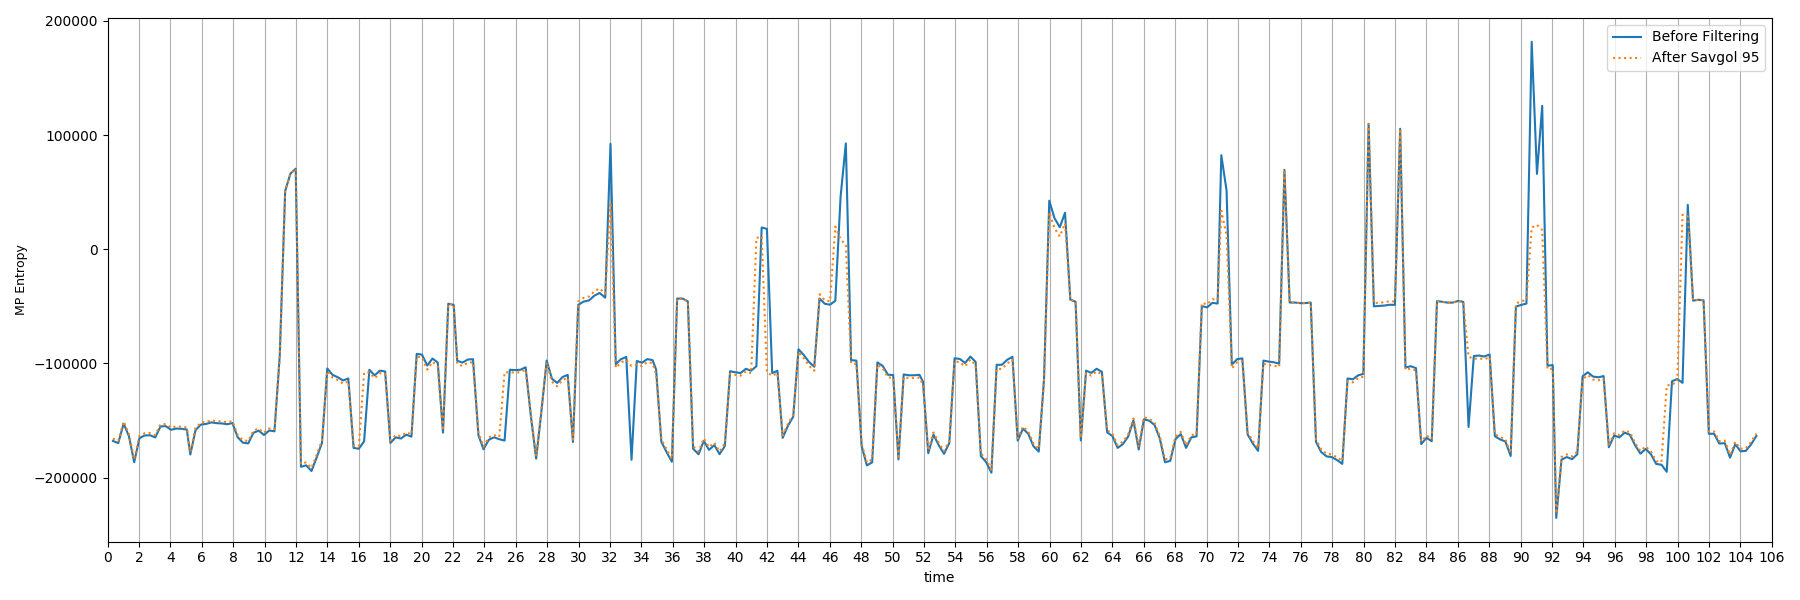 200000
100000
0
−100000
−200000
MP Entropy
Before Filtering
After Savgol 95
0 2 4 6 8 10 12 14 16 18 20 22 24 26 28 30 32 34 36 38 40 42 44 46 48 50 52 54 56 58 60 62 64 66 68 70 72 74 76 78 80 82 84 86 88 90 92 94 96 98 100 102 104 106
time